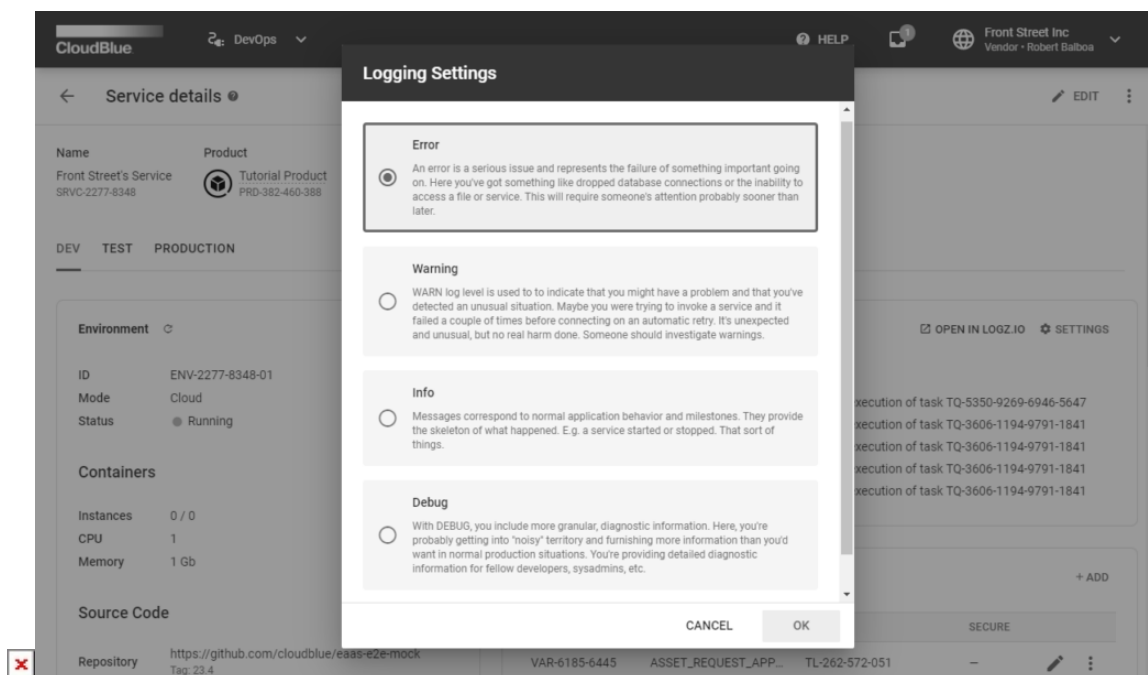 CloudBlue
DevOps
HELP
1
Front Street Inc
Vendor • Robert Balboa
Service details
EDIT
Name
Product
Front Street's Service
SRVC-2277-8348
Tutorial Product
PRD-382-460-388
DEV TEST PRODUCTION
Environment
ID ENV-2277-8348-01
Mode Cloud
Status Running
Containers
Instances 0 / 0
CPU 1
Memory 1 Gb
Source Code
Repository https://github.com/cloudblue/eaas-e2e-mock
Tag: 23.4
Logging Settings
Error
An error is a serious issue and represents the failure of something important going
on. Here you've got something like dropped database connections or the inability to
access a file or service. This will require someone's attention probably sooner than
later.
Warning
WARN log level is used to to indicate that you might have a problem and that you've
detected an unusual situation. Maybe you were trying to invoke a service and it
failed a couple of times before connecting on an automatic retry. It's unexpected
and unusual, but no real harm done. Someone should investigate warnings.
Info
Messages correspond to normal application behavior and milestones. They provide
the skeleton of what happened. E.g. a service started or stopped. That sort of
things.
Debug
With DEBUG, you include more granular, diagnostic information. Here, you're
probably getting into "noisy" territory and furnishing more information than you'd
want in normal production situations. You're providing detailed diagnostic
information for fellow developers, sysadmins, etc.
CANCEL OK
OPEN IN LOGZ.IO SETTINGS
xecution of task TQ-5350-9269-6946-5647
xecution of task TQ-3606-1194-9791-1841
xecution of task TQ-3606-1194-9791-1841
xecution of task TQ-3606-1194-9791-1841
xecution of task TQ-3606-1194-9791-1841
+ ADD
SECURE
VAR-6185-6445 ASSET_REQUEST_APP... TL-262-572-051 –